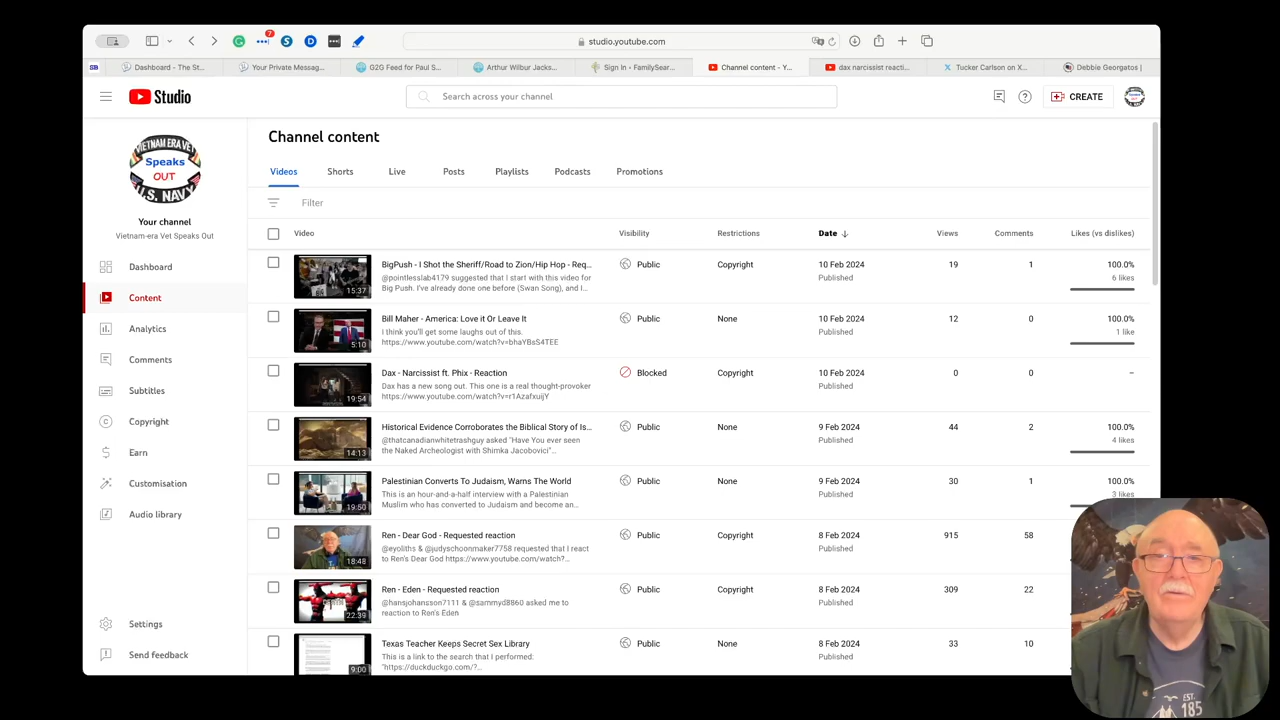 7
studio.youtube.com
SB
Dashboard - The St...
Your Private Messag...
G2G Feed for Paul S...
Arthur Wilbur Jacks...
Sign In - FamilySear...
Channel content - Y...
dax narcissist reacti...
Tucker Carlson on X...
Debbie Georgatos |
Studio
Search across your channel
CREATE
VIETNAM ERA VET
Speaks
OUT
U.S. NAVY
Your channel
Vietnam-era Vet Speaks Out
Dashboard
Content
Analytics
Comments
Subtitles
Copyright
Earn
Customisation
Audio library
Settings
Send feedback
Channel content
Videos Shorts Live Posts Playlists Podcasts Promotions
Filter
Video Visibility Restrictions Date Views Comments Likes (vs dislikes)
BigPush - I Shot the Sheriff/Road to Zion/Hip Hop - Req... Public Copyright 10 Feb 2024 19 1 100.0%
@pointlesslab4179 suggested that I start with this video for Published 6 likes
Big Push. I've already done one before (Swan Song), and I...
15:37
Bill Maher - America: Love it Or Leave It Public None 10 Feb 2024 12 0 100.0%
I think you'll get some laughs out of this. Published 1 like
https://www.youtube.com/watch?v=bhaYBsS4TEE
5:10
Dax - Narcissist ft. Phix - Reaction Blocked Copyright 10 Feb 2024 0 0 –
Dax has a new song out. This one is a real thought-provoker Published
https://www.youtube.com/watch?v=r1AzafxuijY
19:54
Historical Evidence Corroborates the Biblical Story of Is... Public None 9 Feb 2024 44 2 100.0%
@thatcanadianwhitetrashguy asked "Have You ever seen Published 4 likes
the Naked Archeologist with Shimka Jacobovici"...
14:13
Palestinian Converts To Judaism, Warns The World Public None 9 Feb 2024 30 1 100.0%
This is an hour-and-a-half interview with a Palestinian Published 3 likes
Muslim who has converted to Judaism and become an...
19:50
Ren - Dear God - Requested reaction Public Copyright 8 Feb 2024 915 58
@eyoliths & @judyschoonmaker7758 requested that I react Published
to Ren's Dear God https://www.youtube.com/watch?...
18:48
Ren - Eden - Requested reaction Public Copyright 8 Feb 2024 309 22
@hansjohansson7111 & @sammyd8860 asked me to Published
reaction to Ren's Eden
22:39
Texas Teacher Keeps Secret Sex Library Public None 8 Feb 2024 33 10
This is a link to the search that I performed: Published
"https://duckduckgo.com/?...
9:00
EST.
185